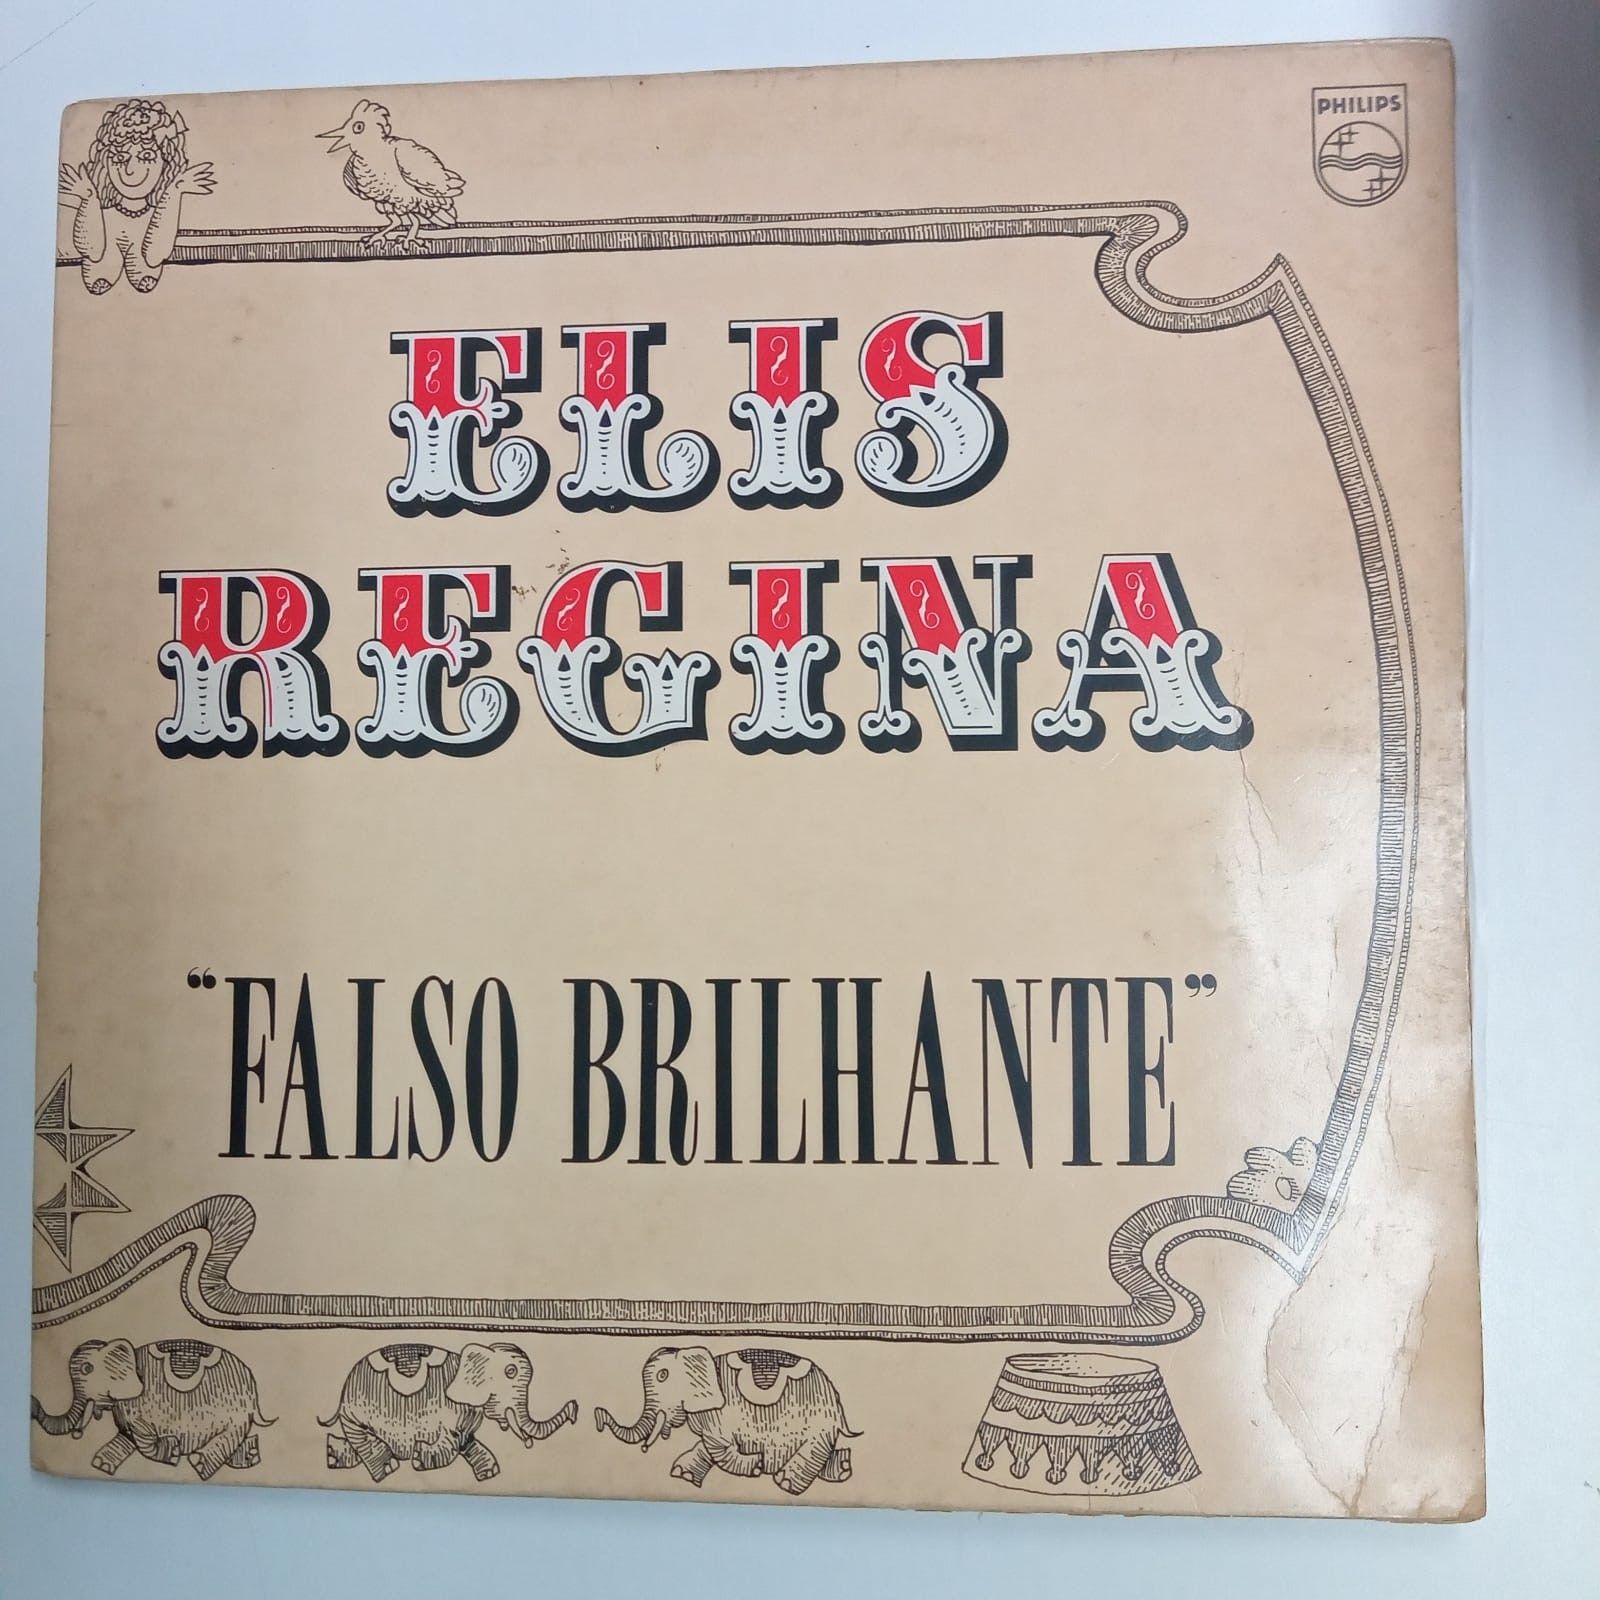 PHILIPS
ELIS
REGINA
“FALSO BRILHANTE”